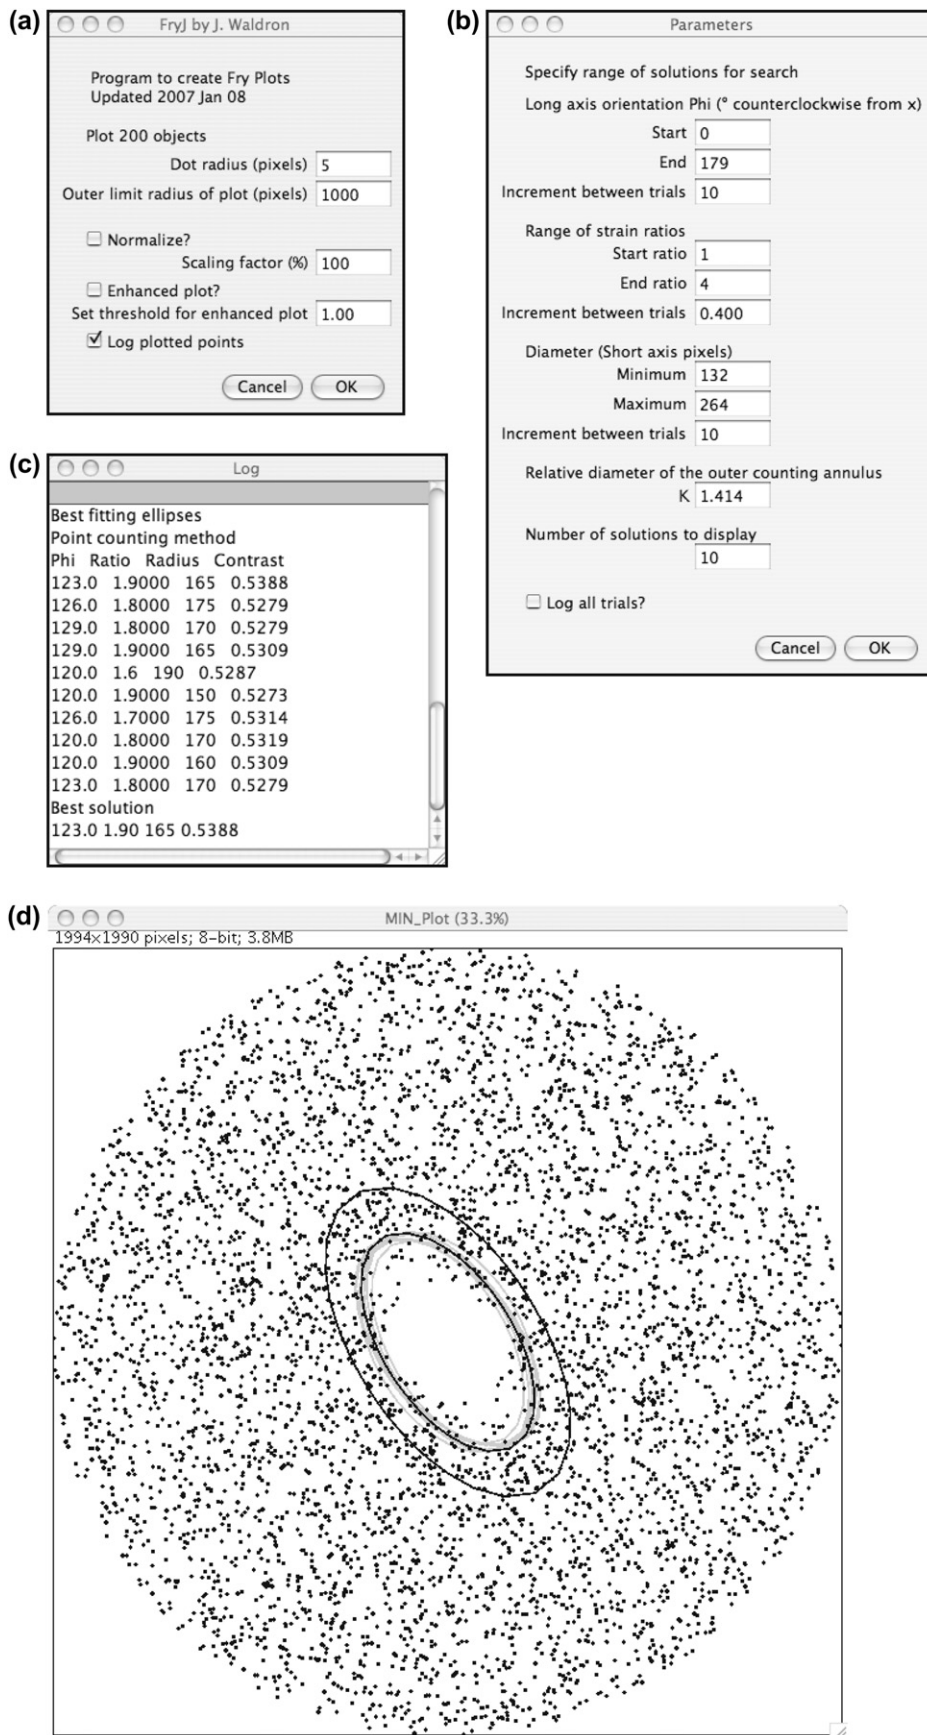 (a)
FryJ by J. Waldron
Program to create Fry Plots
Updated 2007 Jan 08
Plot 200 objects
Dot radius (pixels) 5
Outer limit radius of plot (pixels) 1000
Normalize?
Scaling factor (%) 100
Enhanced plot?
Set threshold for enhanced plot 1.00
Log plotted points
Cancel OK
(b)
Parameters
Specify range of solutions for search
Long axis orientation Phi (° counterclockwise from x)
Start 0
End 179
Increment between trials 10
Range of strain ratios
Start ratio 1
End ratio 4
Increment between trials 0.400
Diameter (Short axis pixels)
Minimum 132
Maximum 264
Increment between trials 10
Relative diameter of the outer counting annulus
K 1.414
Number of solutions to display
10
Log all trials?
Cancel OK
(c)
Log
Best fitting ellipses
Point counting method
Phi Ratio Radius Contrast
123.0 1.9000 165 0.5388
126.0 1.8000 175 0.5279
129.0 1.8000 170 0.5279
129.0 1.9000 165 0.5309
120.0 1.6 190 0.5287
120.0 1.9000 150 0.5273
126.0 1.7000 175 0.5314
120.0 1.8000 170 0.5319
120.0 1.9000 160 0.5309
123.0 1.8000 170 0.5279
Best solution
123.0 1.90 165 0.5388
(d)
MIN_Plot (33.3%)
1994x1990 pixels; 8-bit; 3.8MB